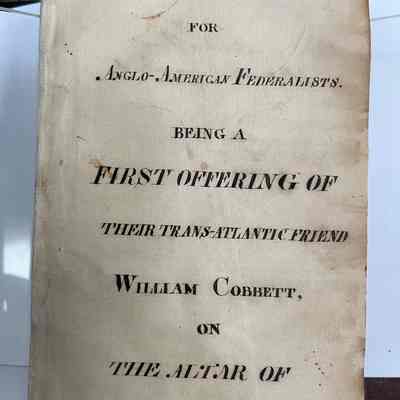 FOR
ANGLO-AMERICAN FEDERALISTS.
BEING A
FIRST OFFERING OF
THEIR TRANS-ATLANTIC FRIEND
WILLIAM COBBETT,
ON
THE ALTAR OF